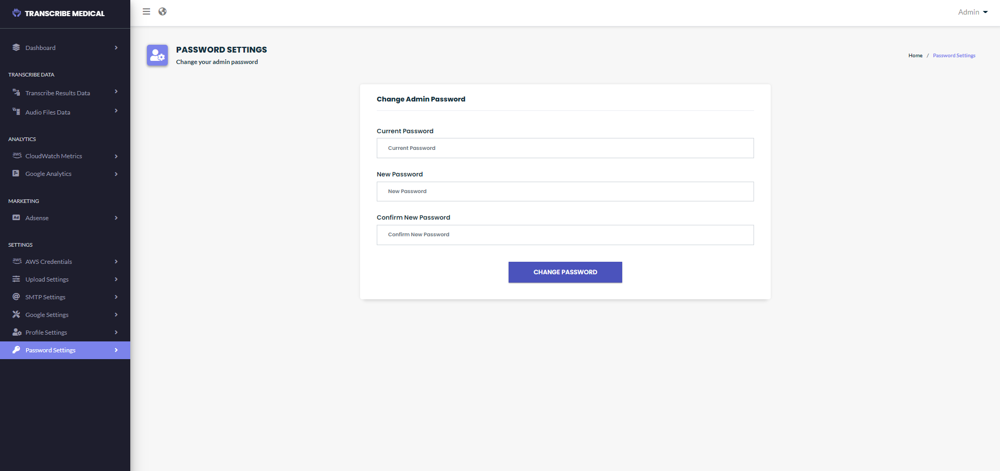 TRANSCRIBE MEDICAL
Admin
Dashboard
TRANSCRIBE DATA
Transcribe Results Data
Audio Files Data
ANALYTICS
aws CloudWatch Metrics
Google Analytics
MARKETING
Ad Adsense
SETTINGS
aws AWS Credentials
Upload Settings
@ SMTP Settings
Google Settings
Profile Settings
Password Settings
PASSWORD SETTINGS
Change your admin password
Home / Password Settings
Change Admin Password
Current Password
Current Password
New Password
New Password
Confirm New Password
Confirm New Password
CHANGE PASSWORD